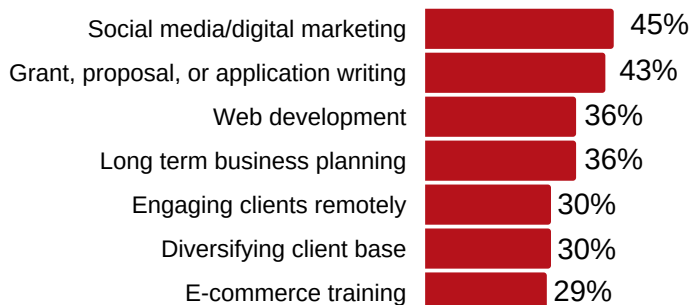 Social media/digital marketing 45%
Grant, proposal, or application writing 43%
Web development 36%
Long term business planning 36%
Engaging clients remotely 30%
Diversifying client base 30%
E-commerce training 29%